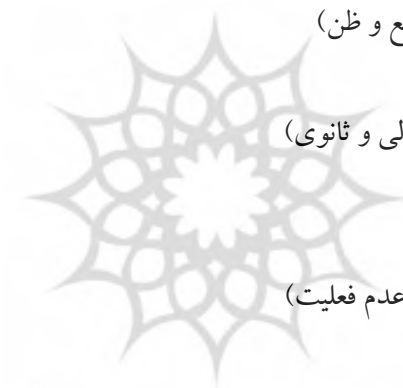 ع و ظن)
لی و ثانوی)
عدم فعلیت)